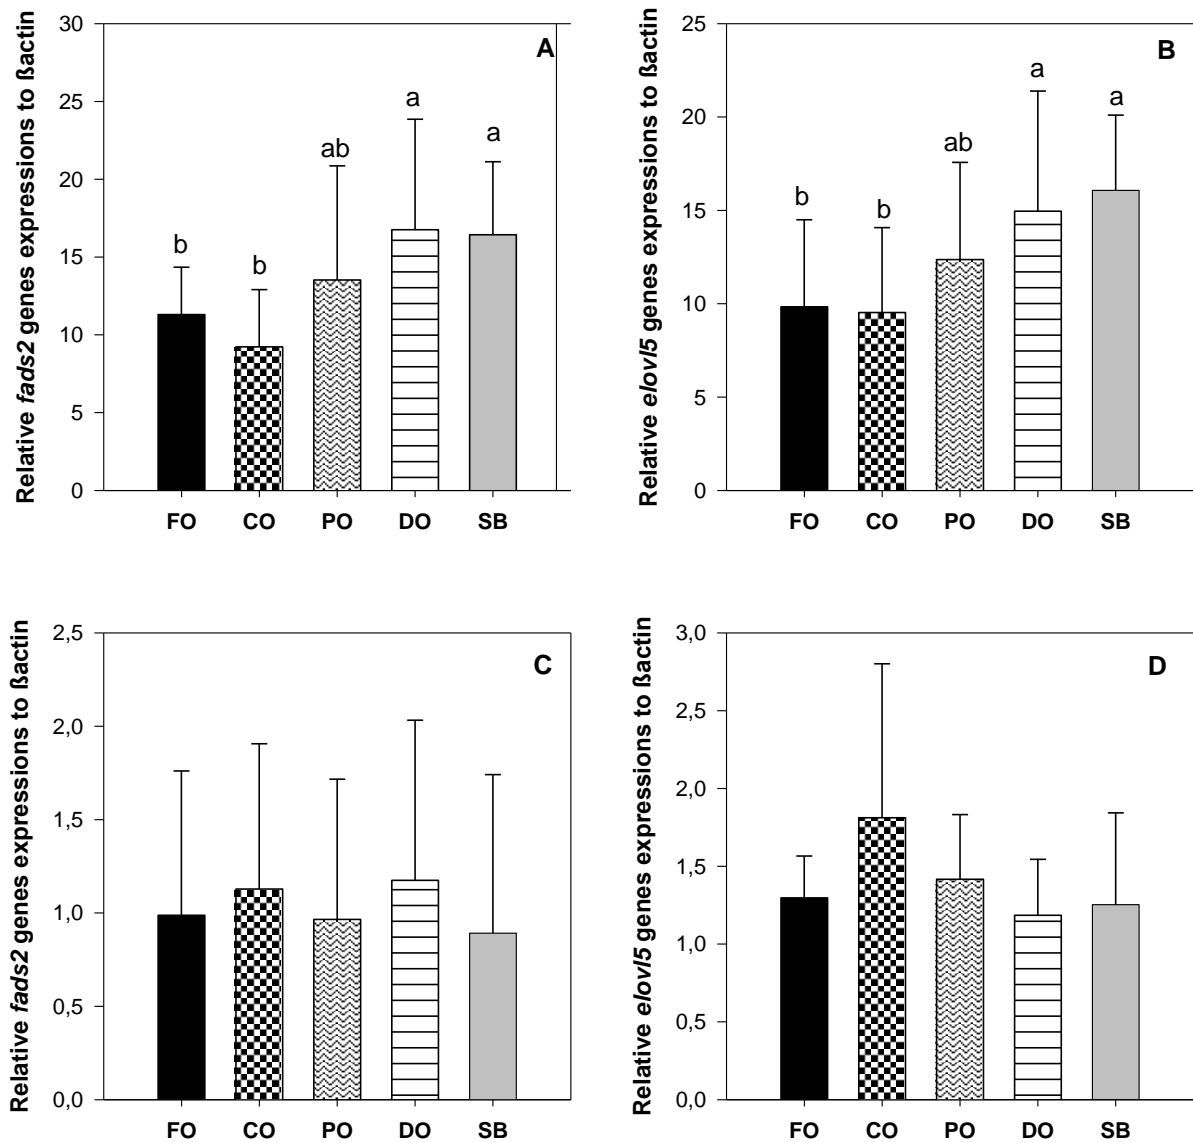 Relative fads2 genes expressions to ßactin
30
25
20
15
10
5
0
A
b
b
ab
a
a
FO CO PO DO SB
Relative elovl5 genes expressions to ßactin
25
20
15
10
5
0
B
b
b
ab
a
a
FO CO PO DO SB
Relative fads2 genes expressions to ßactin
2,5
2,0
1,5
1,0
0,5
0,0
C
FO CO PO DO SB
Relative elovl5 genes expressions to ßactin
3,0
2,5
2,0
1,5
1,0
0,5
0,0
D
FO CO PO DO SB